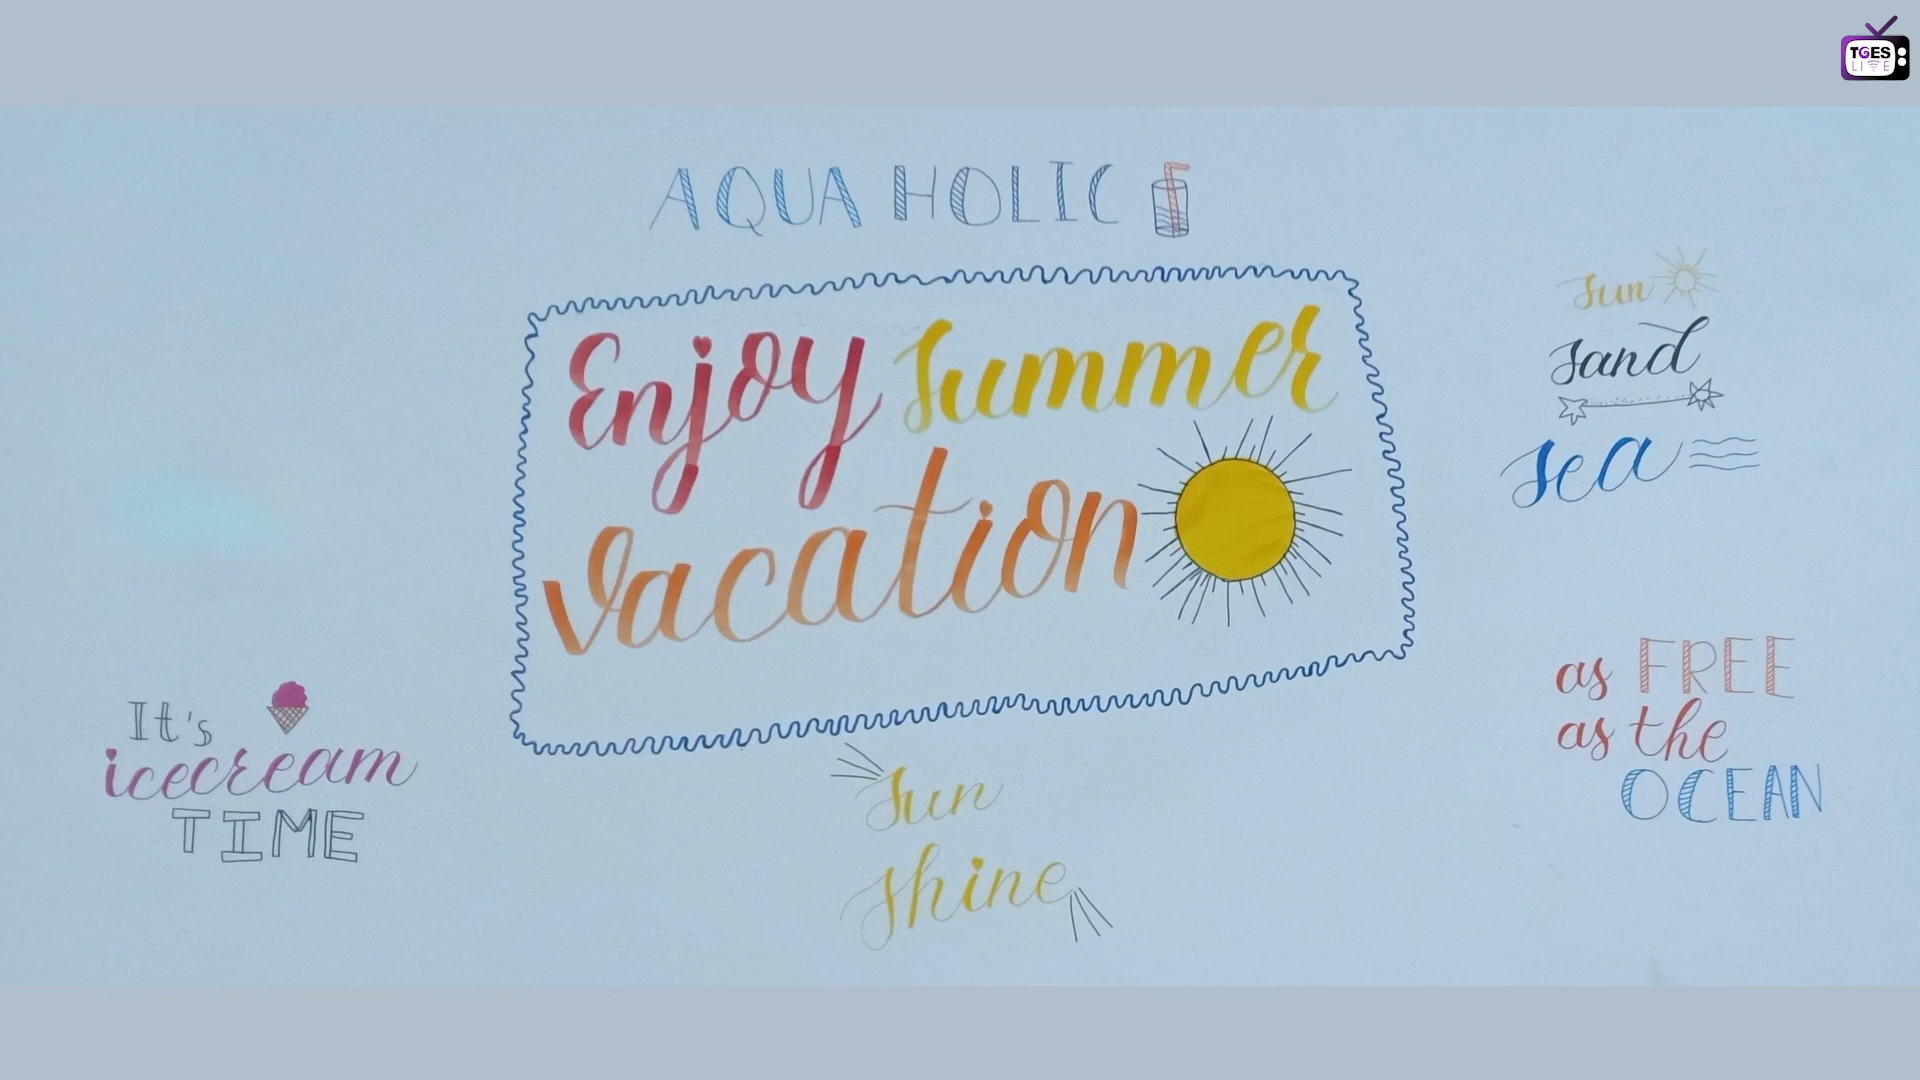 TGES
LIVE
AQUA HOLIC
Enjoy Summer
Vacation
Sun
Sand
Sea
It's
icecream
TIME
as FREE
as the
OCEAN
Sun
Shine